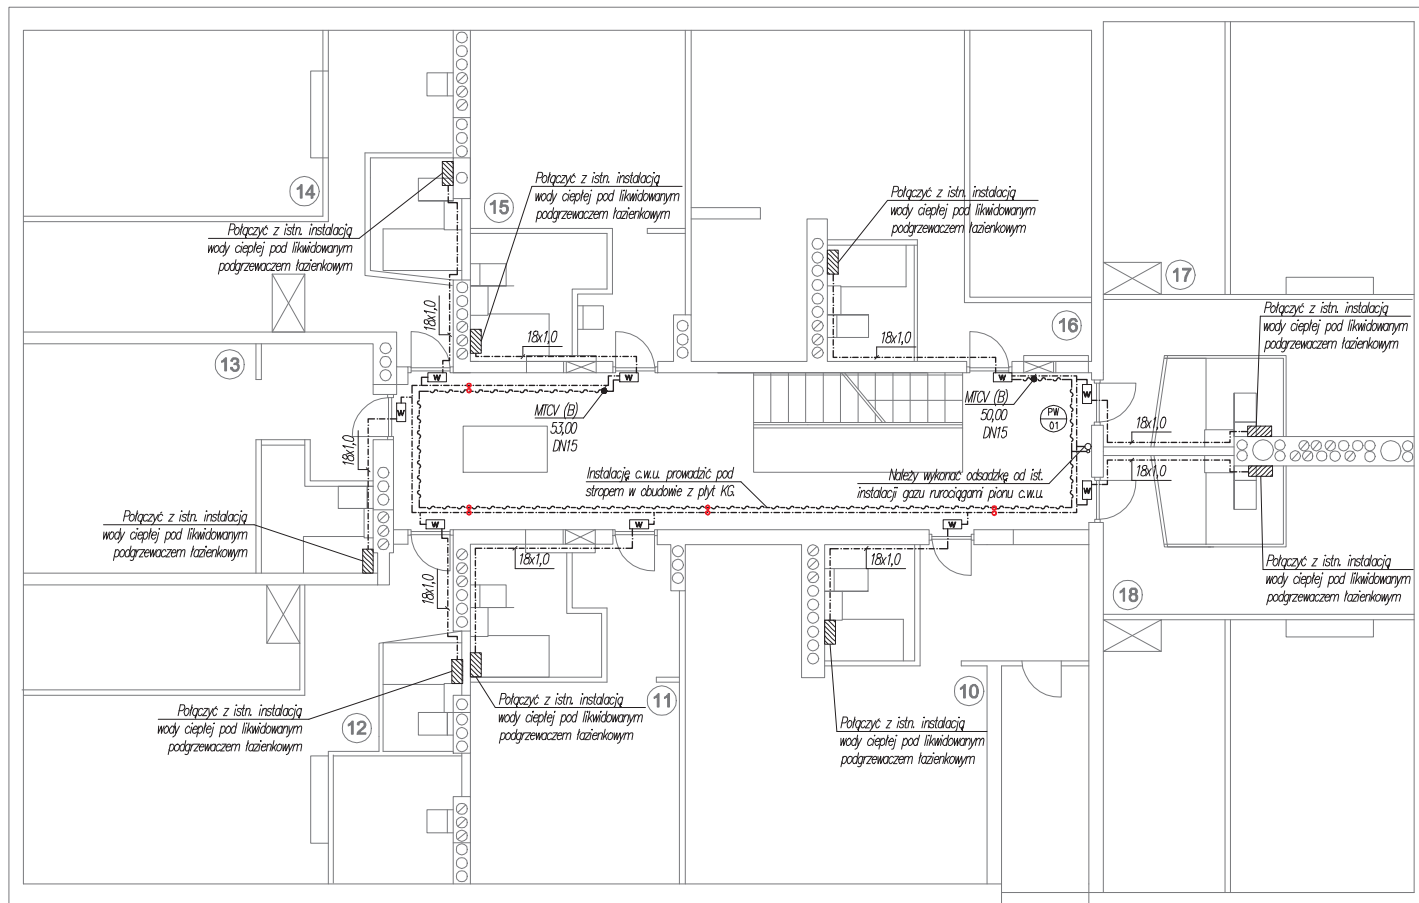 14
Połączyć z istn. instalacją
wody ciepłej pod likwidowanym
podgrzewaczem łazienkowym
15
Połączyć z istn. instalacją
wody ciepłej pod likwidowanym
podgrzewaczem łazienkowym
Połączyć z istn. instalacją
wody ciepłej pod likwidowanym
podgrzewaczem łazienkowym
17
16
Połączyć z istn. instalacją
wody ciepłej pod likwidowanym
podgrzewaczem łazienkowym
13
18x1,0
18x1,0
18x1,0
W
W
W
W
W
MTCV (B)
53,00
DN15
MTCV (B)
50,00
DN15
PW
01
18x1,0
18x1,0
18x1,0
Instalację c.w.u. prowadzić pod
stropem w obudowie z płyt KG.
Należy wykonać odsadzkę od ist.
instalacji gazu rurociągami pionu c.w.u.
W
W
W
W
Połączyć z istn. instalacją
wody ciepłej pod likwidowanym
podgrzewaczem łazienkowym
18x1,0
18x1,0
18x1,0
Połączyć z istn. instalacją
wody ciepłej pod likwidowanym
podgrzewaczem łazienkowym
18
Połączyć z istn. instalacją
wody ciepłej pod likwidowanym
podgrzewaczem łazienkowym
12
Połączyć z istn. instalacją
wody ciepłej pod likwidowanym
podgrzewaczem łazienkowym
11
Połączyć z istn. instalacją
wody ciepłej pod likwidowanym
podgrzewaczem łazienkowym
10